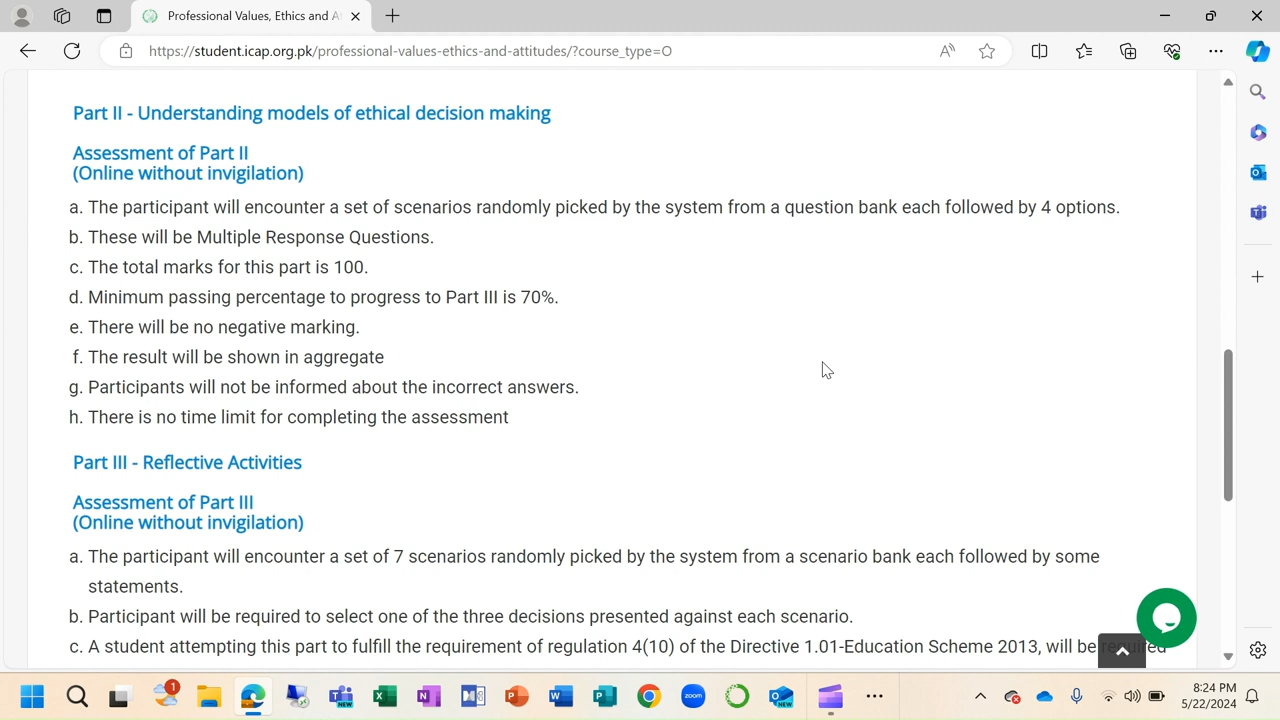 Professional Values, Ethics and At
https://student.icap.org.pk/professional-values-ethics-and-attitudes/?course_type=O
Part II - Understanding models of ethical decision making
Assessment of Part II
(Online without invigilation)
a. The participant will encounter a set of scenarios randomly picked by the system from a question bank each followed by 4 options.
b. These will be Multiple Response Questions.
c. The total marks for this part is 100.
d. Minimum passing percentage to progress to Part III is 70%.
e. There will be no negative marking.
f. The result will be shown in aggregate
g. Participants will not be informed about the incorrect answers.
h. There is no time limit for completing the assessment
Part III - Reflective Activities
Assessment of Part III
(Online without invigilation)
a. The participant will encounter a set of 7 scenarios randomly picked by the system from a scenario bank each followed by some
statements.
b. Participant will be required to select one of the three decisions presented against each scenario.
c. A student attempting this part to fulfill the requirement of regulation 4(10) of the Directive 1.01-Education Scheme 2013, will be required
1
NEW
zoom
NEW
8:24 PM
5/22/2024